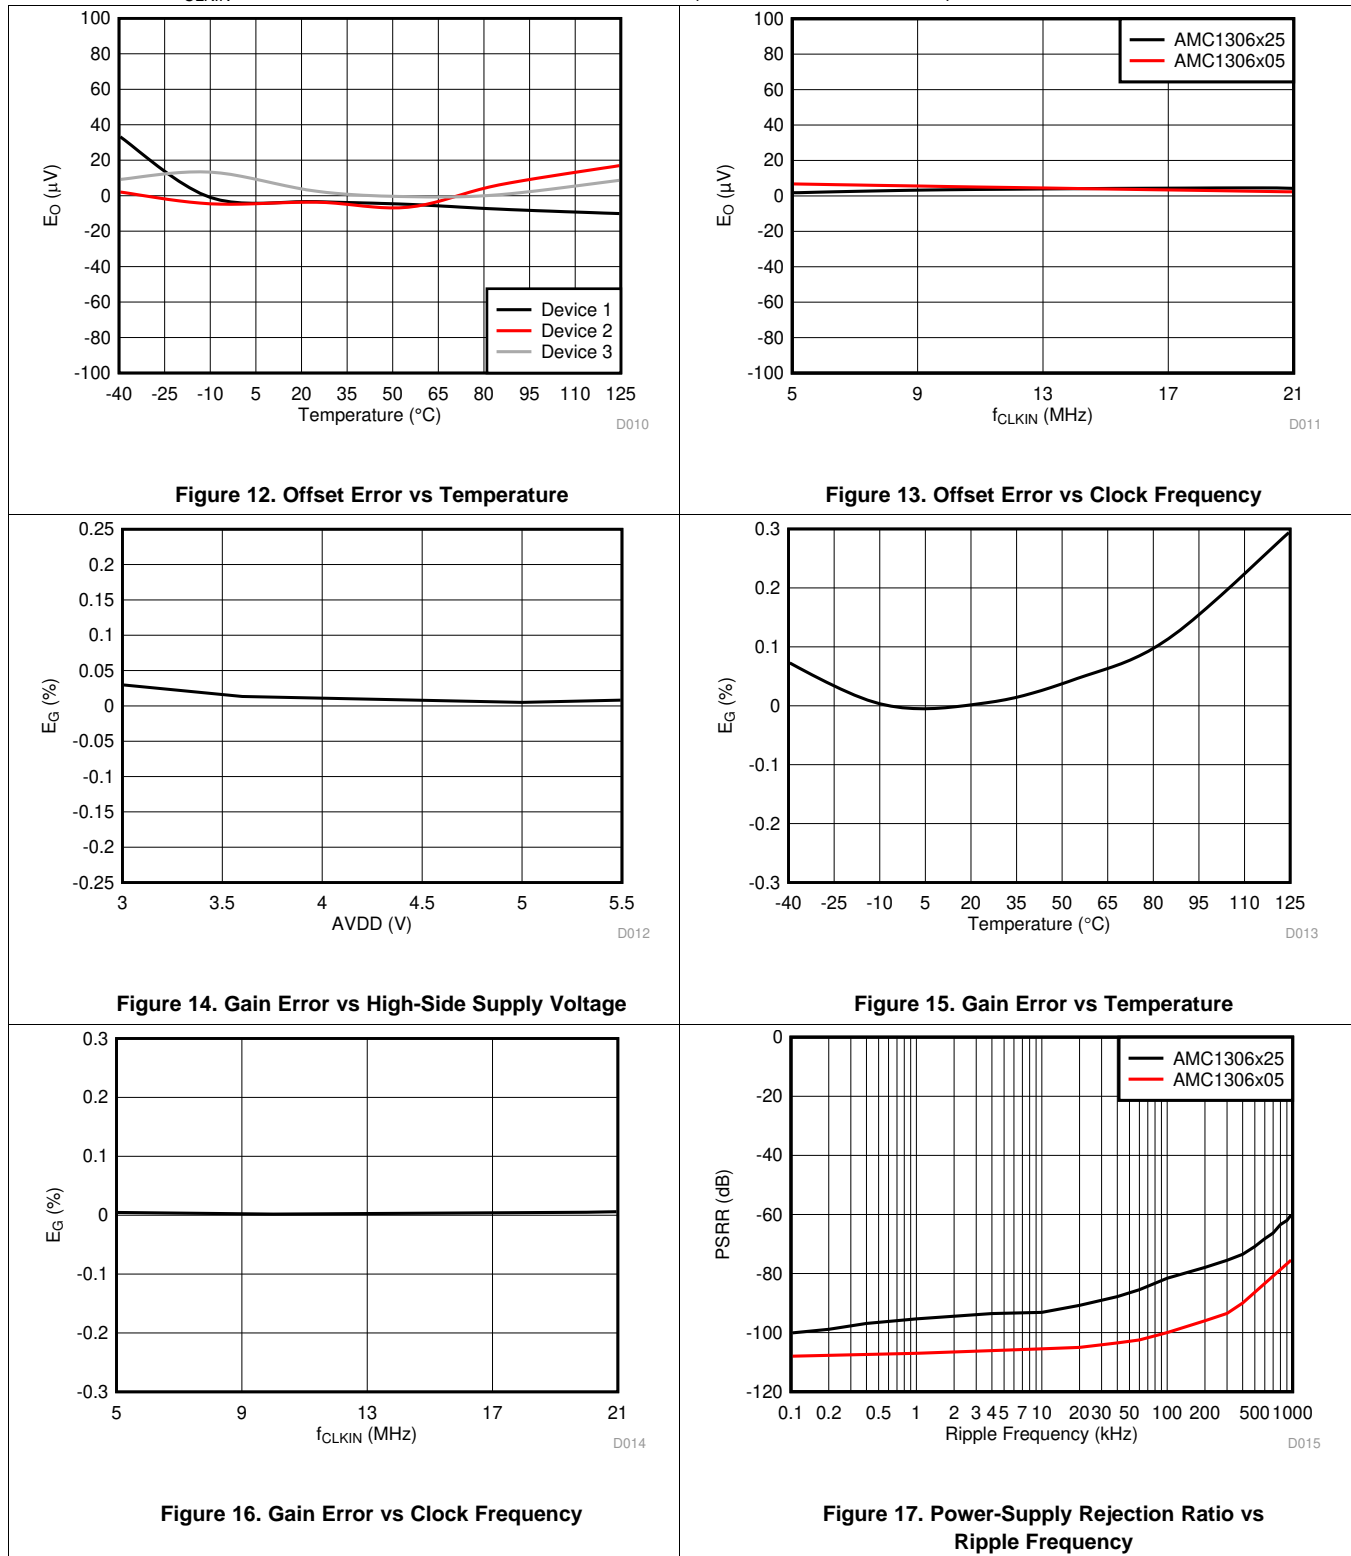 CLKIN
100
80
60
40
20
0
-20
-40
-60
-80
-100
EO (µV)
Device 1
Device 2
Device 3
-40 -25 -10 5 20 35 50 65 80 95 110 125
Temperature (°C)
D010
Figure 12. Offset Error vs Temperature
100
80
60
40
20
0
-20
-40
-60
-80
-100
EO (µV)
AMC1306x25
AMC1306x05
5 9 13 17 21
fCLKIN (MHz)
D011
Figure 13. Offset Error vs Clock Frequency
0.25
0.2
0.15
0.1
0.05
0
-0.05
-0.1
-0.15
-0.2
-0.25
EG (%)
3 3.5 4 4.5 5 5.5
AVDD (V)
D012
Figure 14. Gain Error vs High-Side Supply Voltage
0.3
0.2
0.1
0
-0.1
-0.2
-0.3
EG (%)
-40 -25 -10 5 20 35 50 65 80 95 110 125
Temperature (°C)
D013
Figure 15. Gain Error vs Temperature
0.3
0.2
0.1
0
-0.1
-0.2
-0.3
EG (%)
5 9 13 17 21
fCLKIN (MHz)
D014
Figure 16. Gain Error vs Clock Frequency
0
-20
-40
-60
-80
-100
-120
PSRR (dB)
AMC1306x25
AMC1306x05
0.1 0.2 0.5 1 2 3 4 5 7 10 20 30 50 100 200 500 1000
Ripple Frequency (kHz)
D015
Figure 17. Power-Supply Rejection Ratio vs
Ripple Frequency